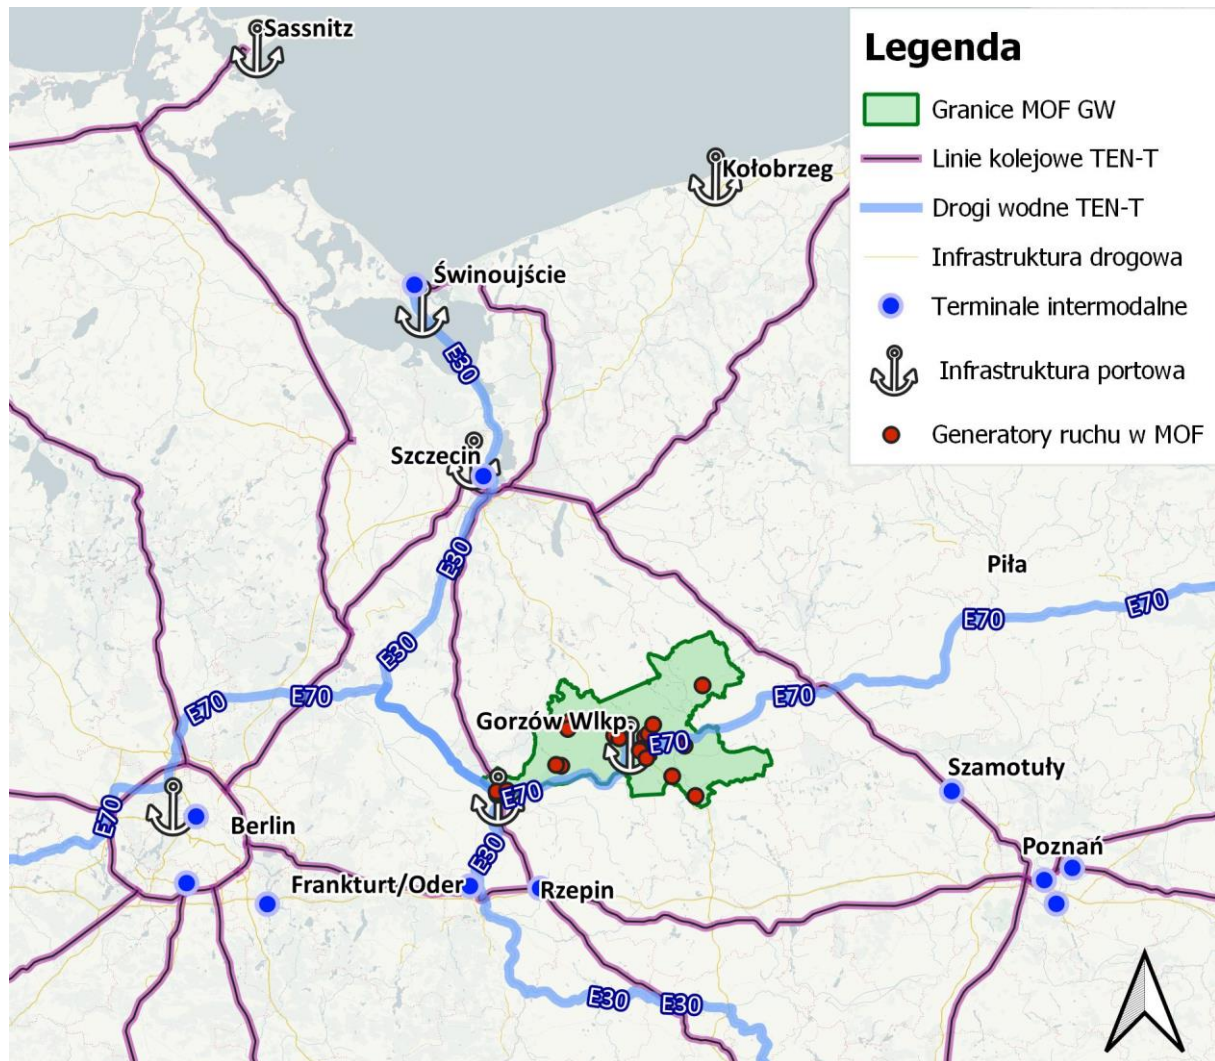 Sassnitz
Legenda
Granice MOF GW
Linie kolejowe TEN-T
Drogi wodne TEN-T
Infrastruktura drogowa
Terminale intermodalne
Infrastruktura portowa
Generatory ruchu w MOF
Kołobrzeg
Świnoujście
E30
Szczecin
E30
Piła
E70
E70
E30
E70
E70
E70
Gorzów Wlkp.
E70
E70
E70
Szamotuły
Berlin
Poznań
E30
Frankturt/Oder
Rzepin
E30
E30